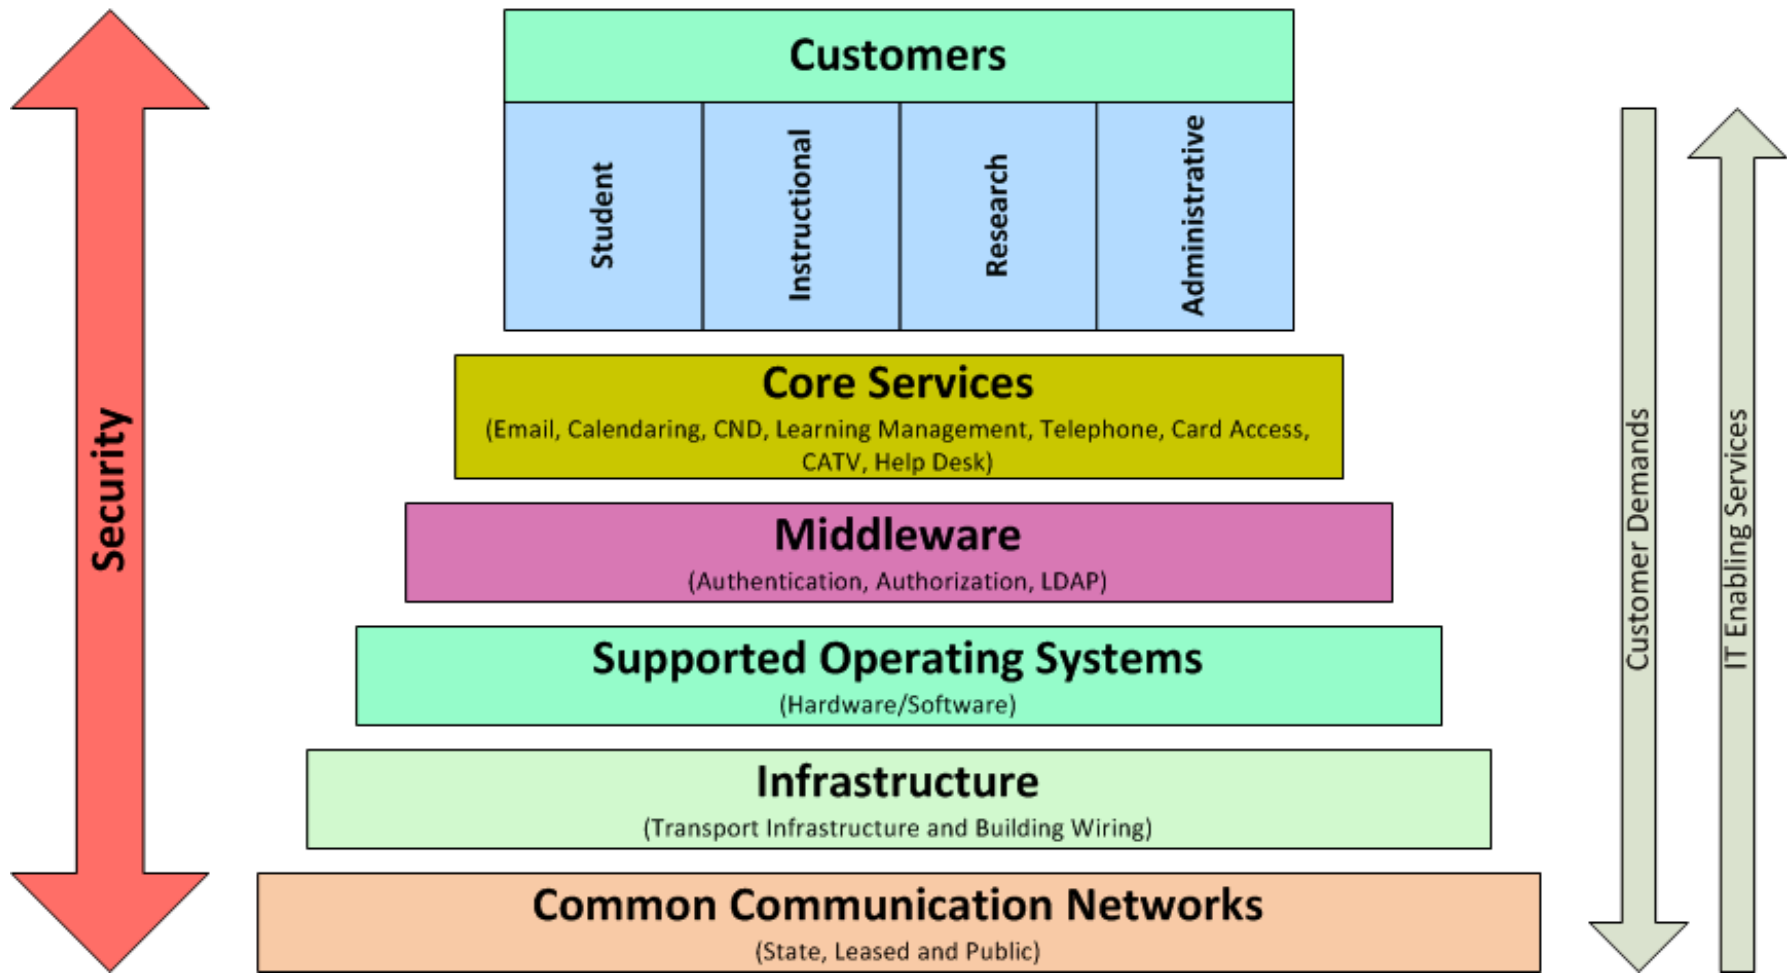 Customers
Student
Instructional
Research
Administrative
Core Services
(Email, Calendaring, CND, Learning Management, Telephone, Card Access,
CATV, Help Desk)
Middleware
(Authentication, Authorization, LDAP)
Supported Operating Systems
(Hardware/Software)
Infrastructure
(Transport Infrastructure and Building Wiring)
Common Communication Networks
(State, Leased and Public)
Security
Customer Demands
IT Enabling Services